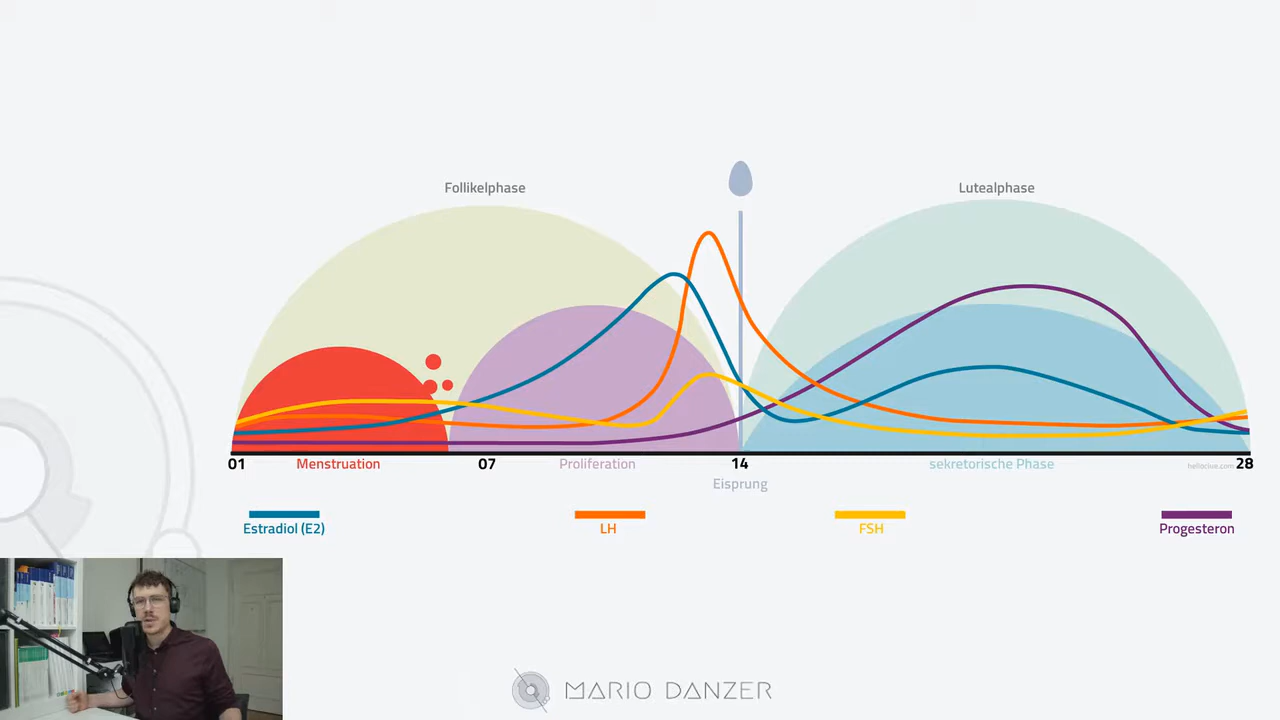 Follikelphase
Lutealphase
01
Menstruation
07
Proliferation
14
sekretorische Phase
28
Eisprung
Estradiol (E2)
LH
FSH
Progesteron
MARIO DANZER